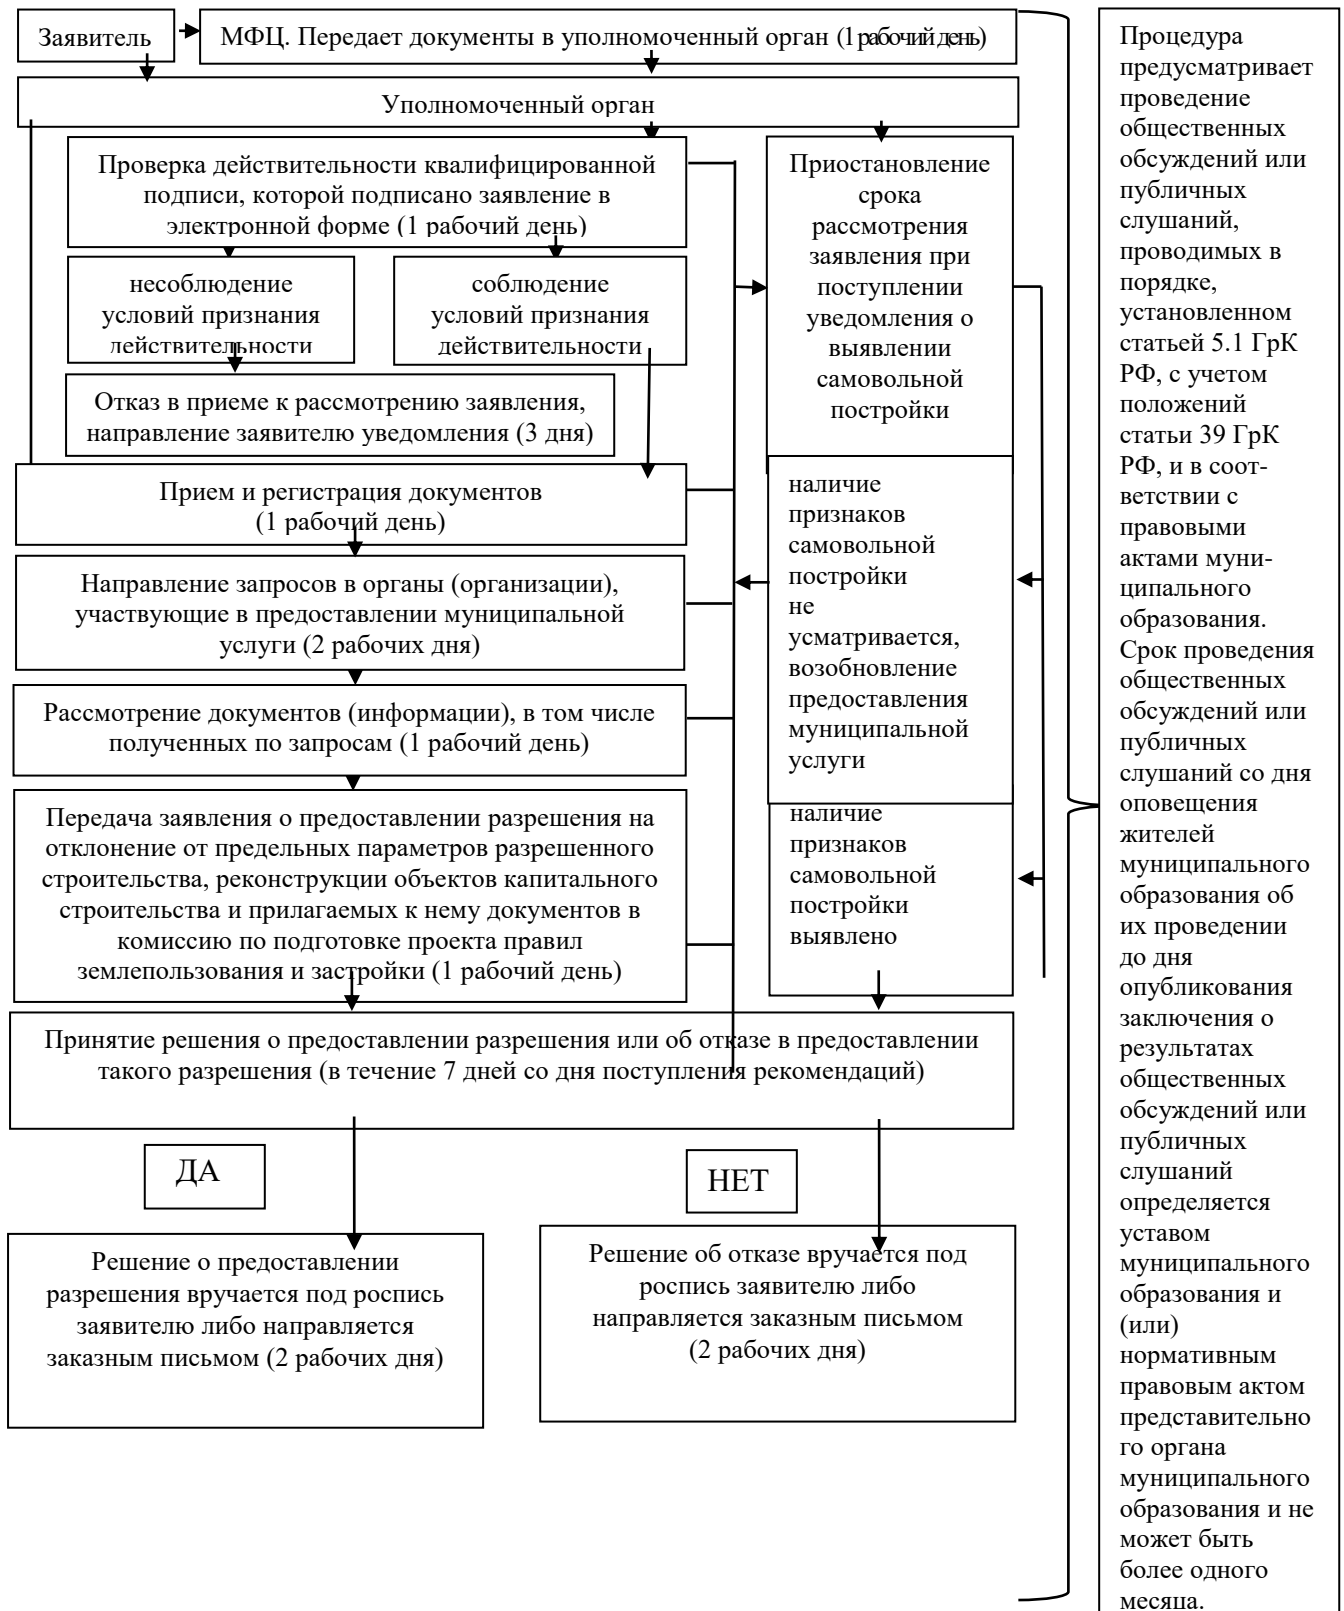 Заявитель
МФЦ. Передает документы в уполномоченный орган (1рабочий день)
Уполномоченный орган
Проверка действительности квалифицированной
подписи, которой подписано заявление в
электронной форме (1 рабочий день)
несоблюдение
условий признания
действительности
соблюдение
условий признания
действительности
Отказ в приеме к рассмотрению заявления,
направление заявителю уведомления (3 дня)
Прием и регистрация документов
(1 рабочий день)
Направление запросов в органы (организации),
участвующие в предоставлении муниципальной
услуги (2 рабочих дня)
Рассмотрение документов (информации), в том числе
полученных по запросам (1 рабочий день)
Передача заявления о предоставлении разрешения на
отклонение от предельных параметров разрешенного
строительства, реконструкции объектов капитального
строительства и прилагаемых к нему документов в
комиссию по подготовке проекта правил
землепользования и застройки (1 рабочий день)
Приостановление
срока
рассмотрения
заявления при
поступлении
уведомления о
выявлении
самовольной
постройки
наличие
признаков
самовольной
постройки
не
усматривается,
возобновление
предоставления
муниципальной
услуги
наличие
признаков
самовольной
постройки
выявлено
Принятие решения о предоставлении разрешения или об отказе в предоставлении
такого разрешения (в течение 7 дней со дня поступления рекомендаций)
ДА
НЕТ
Решение о предоставлении
разрешения вручается под роспись
заявителю либо направляется
заказным письмом (2 рабочих дня)
Решение об отказе вручается под
роспись заявителю либо
направляется заказным письмом
(2 рабочих дня)
Процедура
предусматривает
проведение
общественных
обсуждений или
публичных
слушаний,
проводимых в
порядке,
установленном
статьей 5.1 ГрК
РФ, с учетом
положений
статьи 39 ГрК
РФ, и в соот-
ветствии с
правовыми
актами муни-
ципального
образования.
Срок проведения
общественных
обсуждений или
публичных
слушаний со дня
оповещения
жителей
муниципального
образования об
их проведении
до дня
опубликования
заключения о
результатах
общественных
обсуждений или
публичных
слушаний
определяется
уставом
муниципального
образования и
(или)
нормативным
правовым актом
представительно
го органа
муниципального
образования и не
может быть
более одного
месяца.